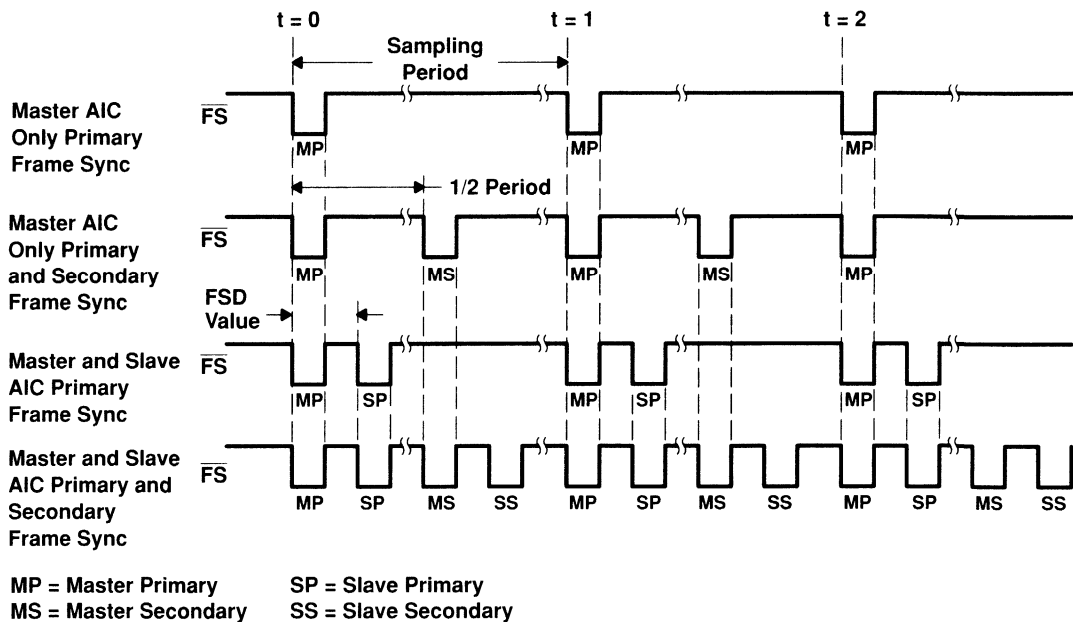 t = 0 t = 1 t = 2
Sampling
Period
Master AIC
Only Primary
Frame Sync
FS
MP MP MP
1/2 Period
Master AIC
Only Primary
and Secondary
Frame Sync
FS
MP MS MP MS MP
FSD
Value
Master and Slave
AIC Primary
Frame Sync
FS
MP SP MP SP MP SP
Master and Slave
AIC Primary and
Secondary
Frame Sync
FS
MP SP MS SS MP SP MS SS MP SP MS SS
MP = Master Primary SP = Slave Primary
MS = Master Secondary SS = Slave Secondary